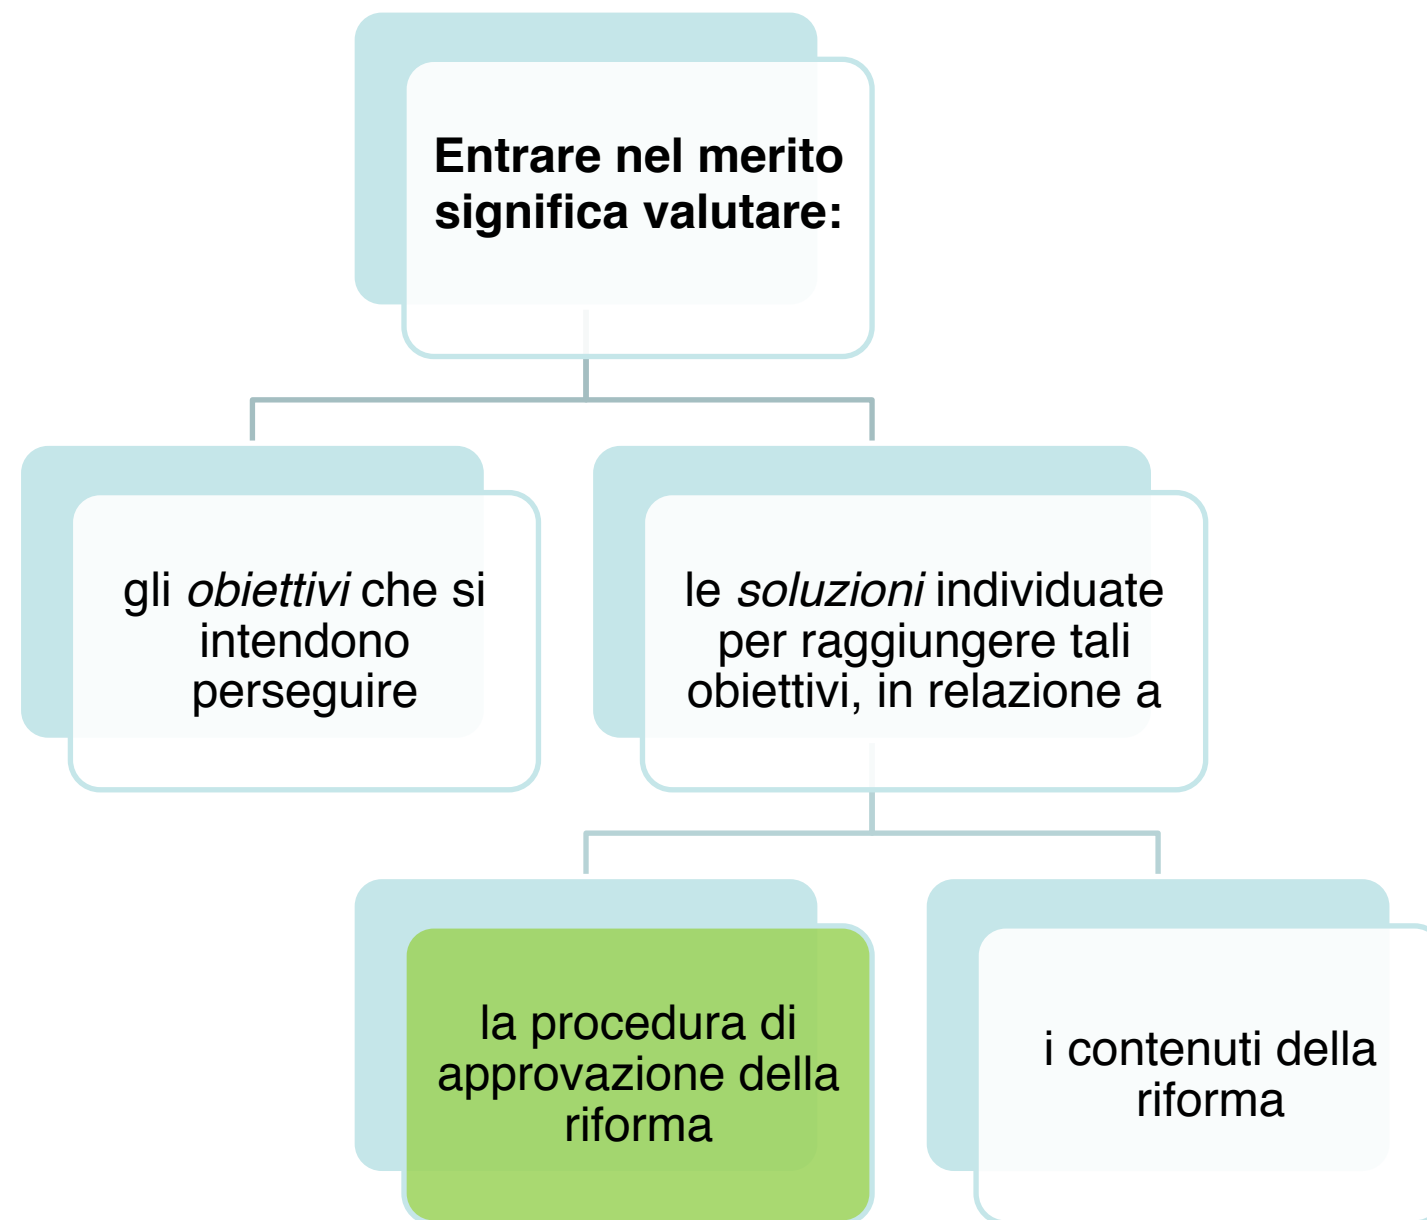 Entrare nel merito
significa valutare:
gli obiettivi che si
intendono
perseguire
le soluzioni individuate
per raggiungere tali
obiettivi, in relazione a
la procedura di
approvazione della
riforma
i contenuti della
riforma